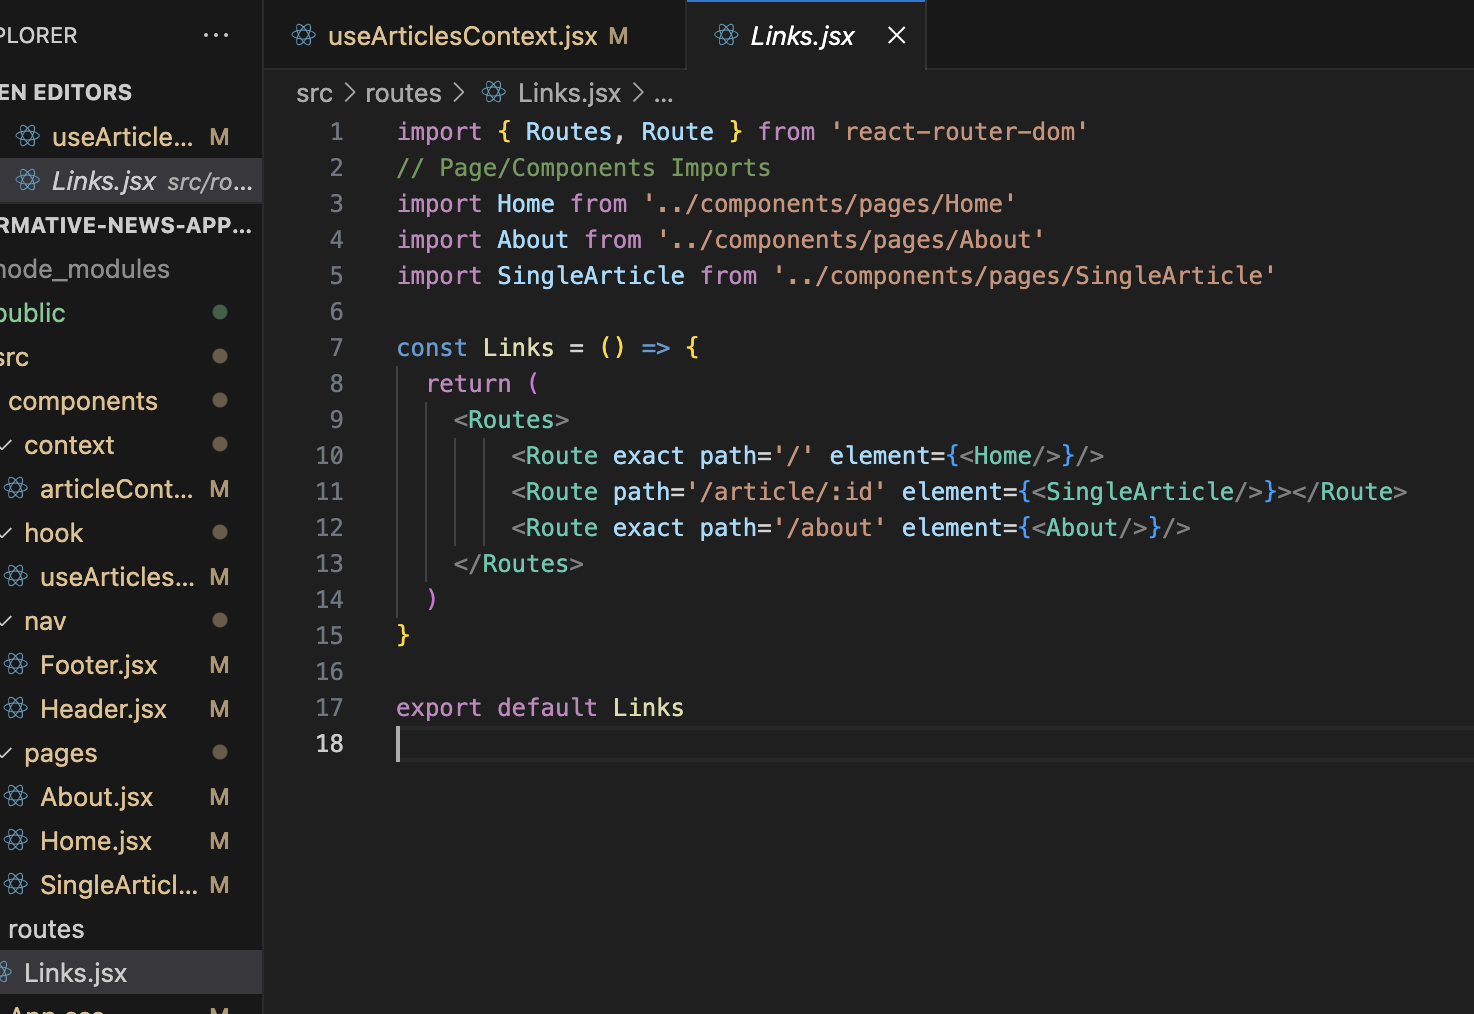 PLORER
...
EN EDITORS
useArticle... M
Links.jsx src/ro...
RMATIVE-NEWS-APP...
node_modules
public
src
components
context
articleCont... M
hook
useArticles... M
nav
Footer.jsx M
Header.jsx M
pages
About.jsx M
Home.jsx M
SingleArticl... M
routes
Links.jsx
App.css M
useArticlesContext.jsx M
Links.jsx
src > routes > Links.jsx > ...
1 import { Routes, Route } from 'react-router-dom'
2 // Page/Components Imports
3 import Home from '../components/pages/Home'
4 import About from '../components/pages/About'
5 import SingleArticle from '../components/pages/SingleArticle'
6
7 const Links = () => {
8 return (
9 <Routes>
10 <Route exact path='/' element={<Home/>}/>
11 <Route path='/article/:id' element={<SingleArticle/>}></Route>
12 <Route exact path='/about' element={<About/>}/>
13 </Routes>
14 )
15 }
16
17 export default Links
18